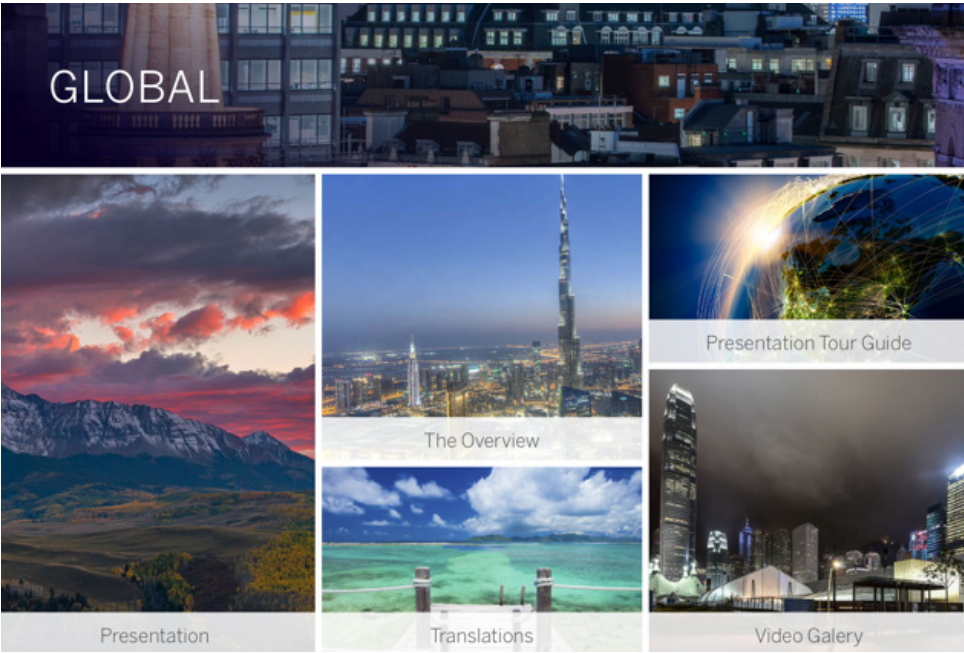 GLOBAL
Presentation Tour Guide
The Overview
Presentation
Translations
Video Galery